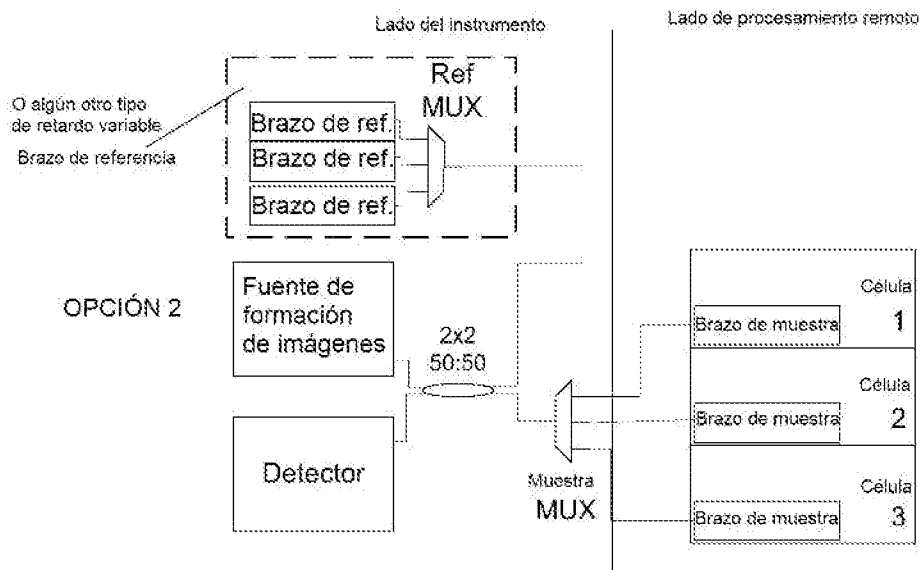 Lado del instrumento
Lado de procesamiento remoto
Ref
MUX
O algún otro tipo
de retardo variable
Brazo de referencia
Brazo de ref.
Brazo de ref.
Brazo de ref.
OPCIÓN 2
Fuente de
formación
de imágenes
2x2
50:50
Detector
Muestra
MUX
Célula
1
Brazo de muestra
Célula
2
Brazo de muestra
Célula
3
Brazo de muestra